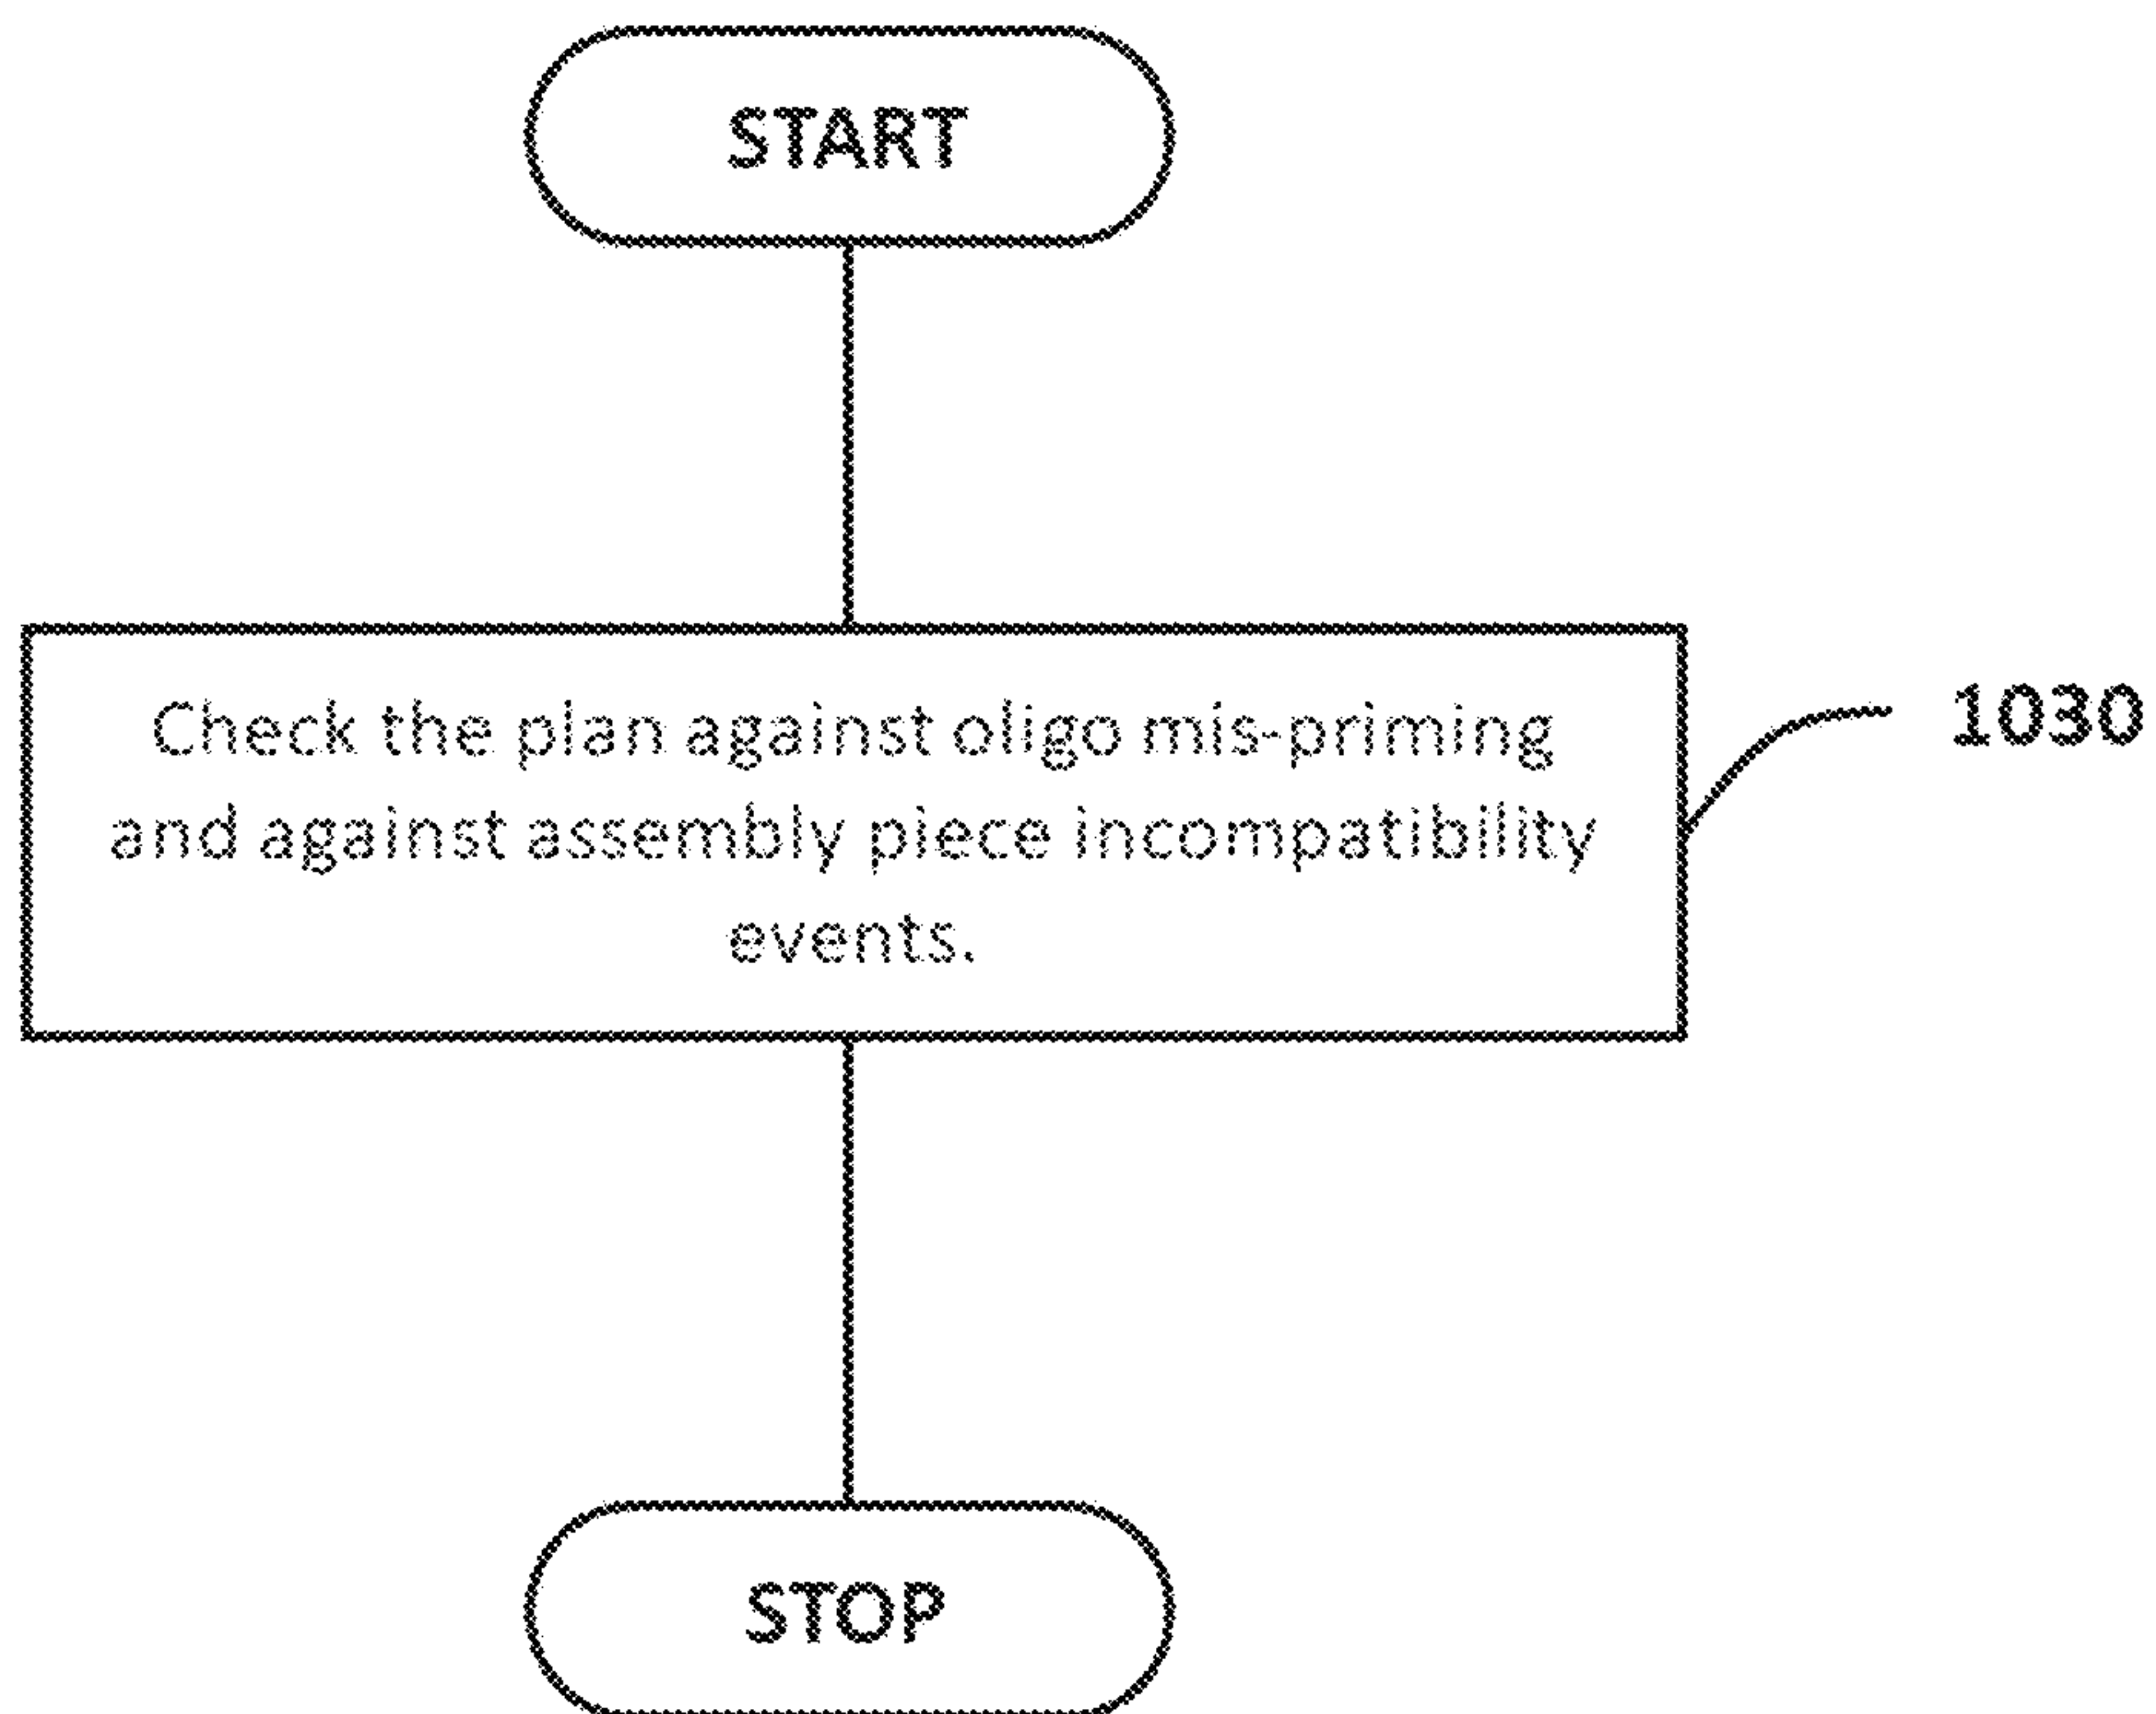 START
Check the plan against oligo mis-priming
and against assembly piece incompatibility
events.
1030
STOP